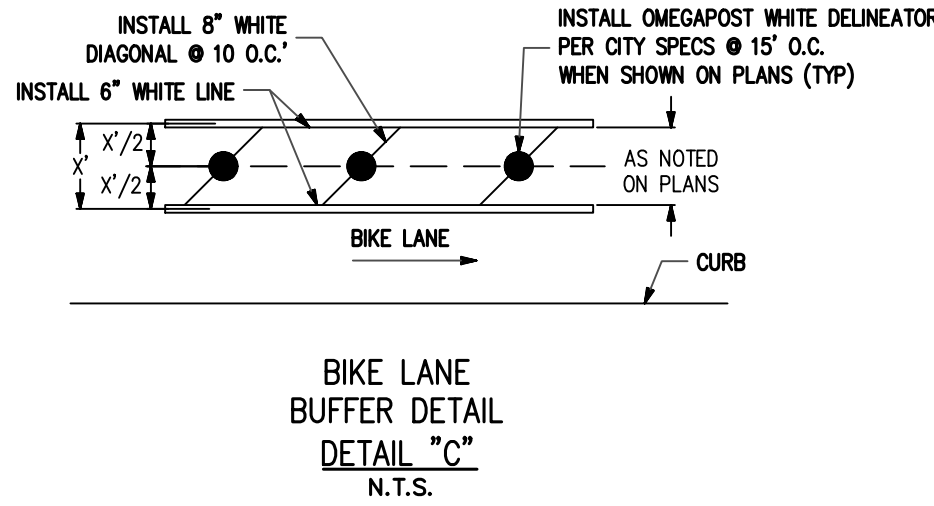 INSTALL 8" WHITE
DIAGONAL @ 10 O.C.'
INSTALL OMEGAPOST WHITE DELINEATOR
PER CITY SPECS @ 15' O.C.
WHEN SHOWN ON PLANS (TYP)
INSTALL 6" WHITE LINE
X'
X'/2
X'/2
AS NOTED
ON PLANS
BIKE LANE
CURB
BIKE LANE
BUFFER DETAIL
DETAIL "C"
N.T.S.